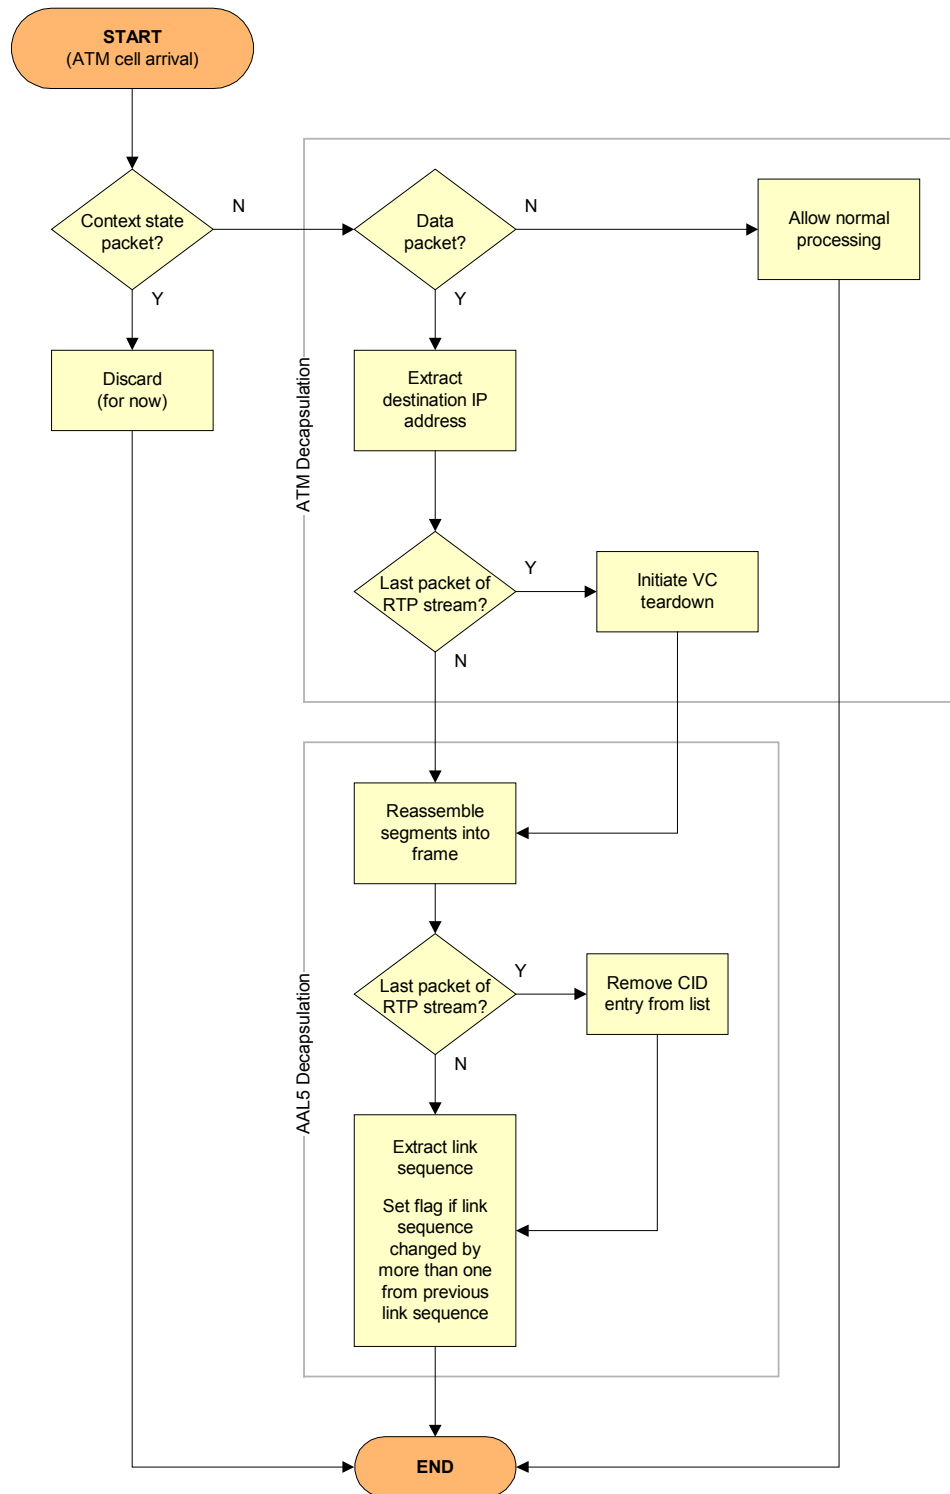 START
(ATM cell arrival)
Context state
packet?
N
Data
packet?
N
Allow normal
processing
Y
Y
Discard
(for now)
Extract
destination IP
address
ATM Decapsulation
Last packet of
RTP stream?
Y
Initiate VC
teardown
N
Reassemble
segments into
frame
Last packet of
RTP stream?
Y
Remove CID
entry from list
N
AAL5 Decapsulation
Extract link
sequence
Set flag if link
sequence
changed by
more than one
from previous
link sequence
END